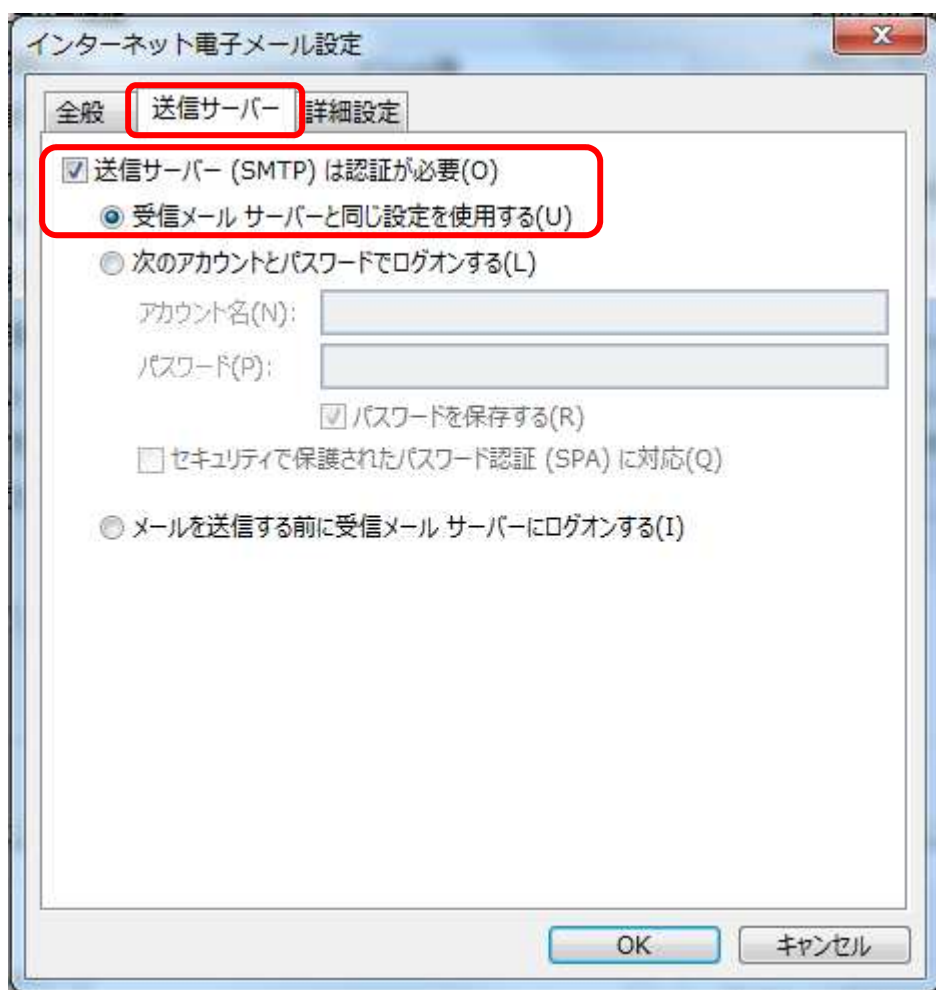 インターネット電子メール設定
全般 送信サーバー 詳細設定
送信サーバー (SMTP) は認証が必要(O)
受信メール サーバーと同じ設定を使用する(U)
次のアカウントとパスワードでログオンする(L)
アカウント名(N):
パスワード(P):
パスワードを保存する(R)
セキュリティで保護されたパスワード認証 (SPA) に対応(Q)
メールを送信する前に受信メール サーバーにログオンする(I)
OK キャンセル